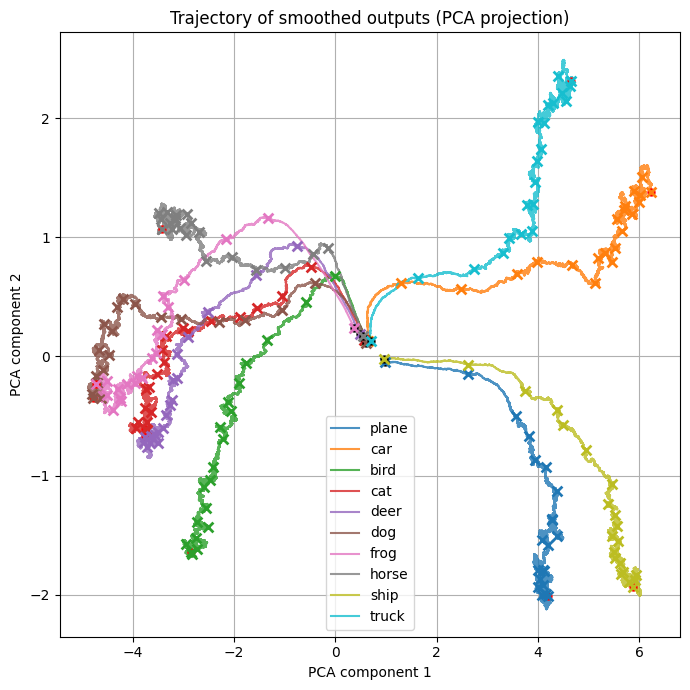 Trajectory of smoothed outputs (PCA projection)
PCA component 2
2
1
0
−1
−2
plane
car
bird
cat
deer
dog
frog
horse
ship
truck
−4
−2
0
2
4
6
PCA component 1